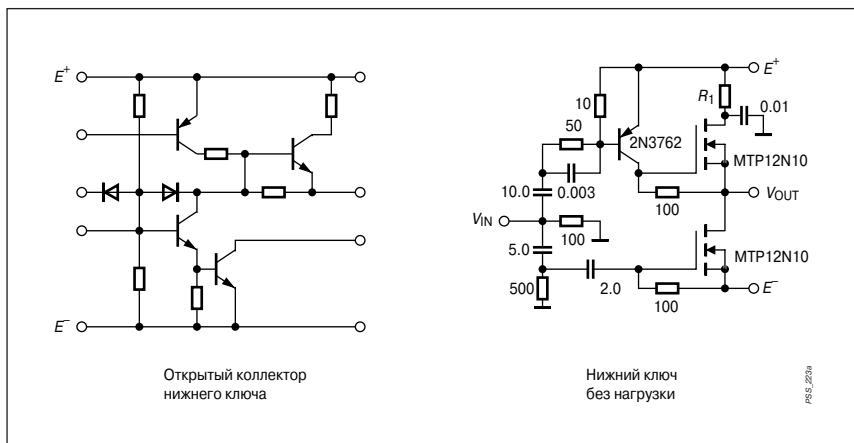 E+
E−
Открытый коллектор
нижнего ключа
E+
10
R1
0.01
50
2N3762
MTP12N10
10.0
0.003
100
VOUT
VIN
100
5.0
MTP12N10
500
2.0
100
E−
Нижний ключ
без нагрузки
PSS_223a